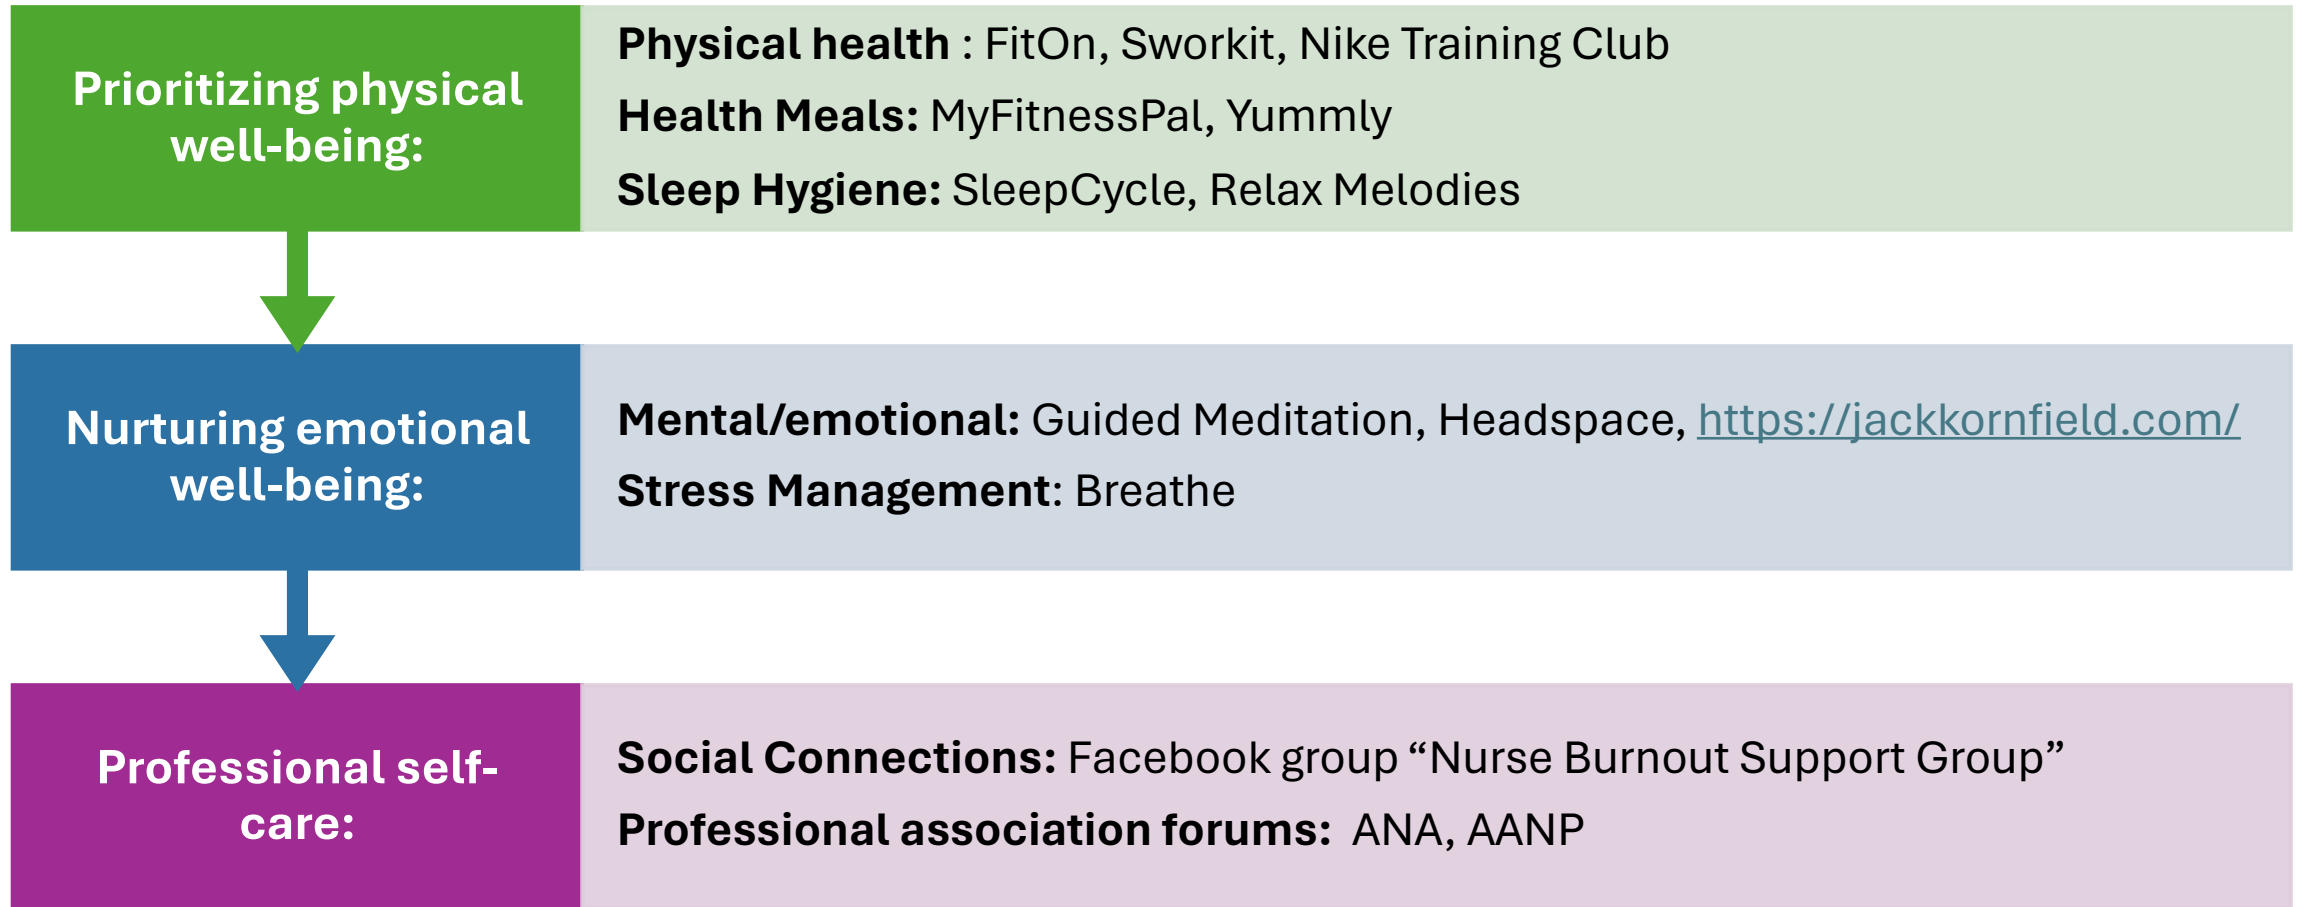 Prioritizing physical
well-being:
Physical health : FitOn, Sworkit, Nike Training Club
Health Meals: MyFitnessPal, Yummly
Sleep Hygiene: SleepCycle, Relax Melodies
Nurturing emotional
well-being:
Mental/emotional: Guided Meditation, Headspace, https://jackkornfield.com/
Stress Management: Breathe
Professional self-
care:
Social Connections: Facebook group “Nurse Burnout Support Group”
Professional association forums:  ANA, AANP